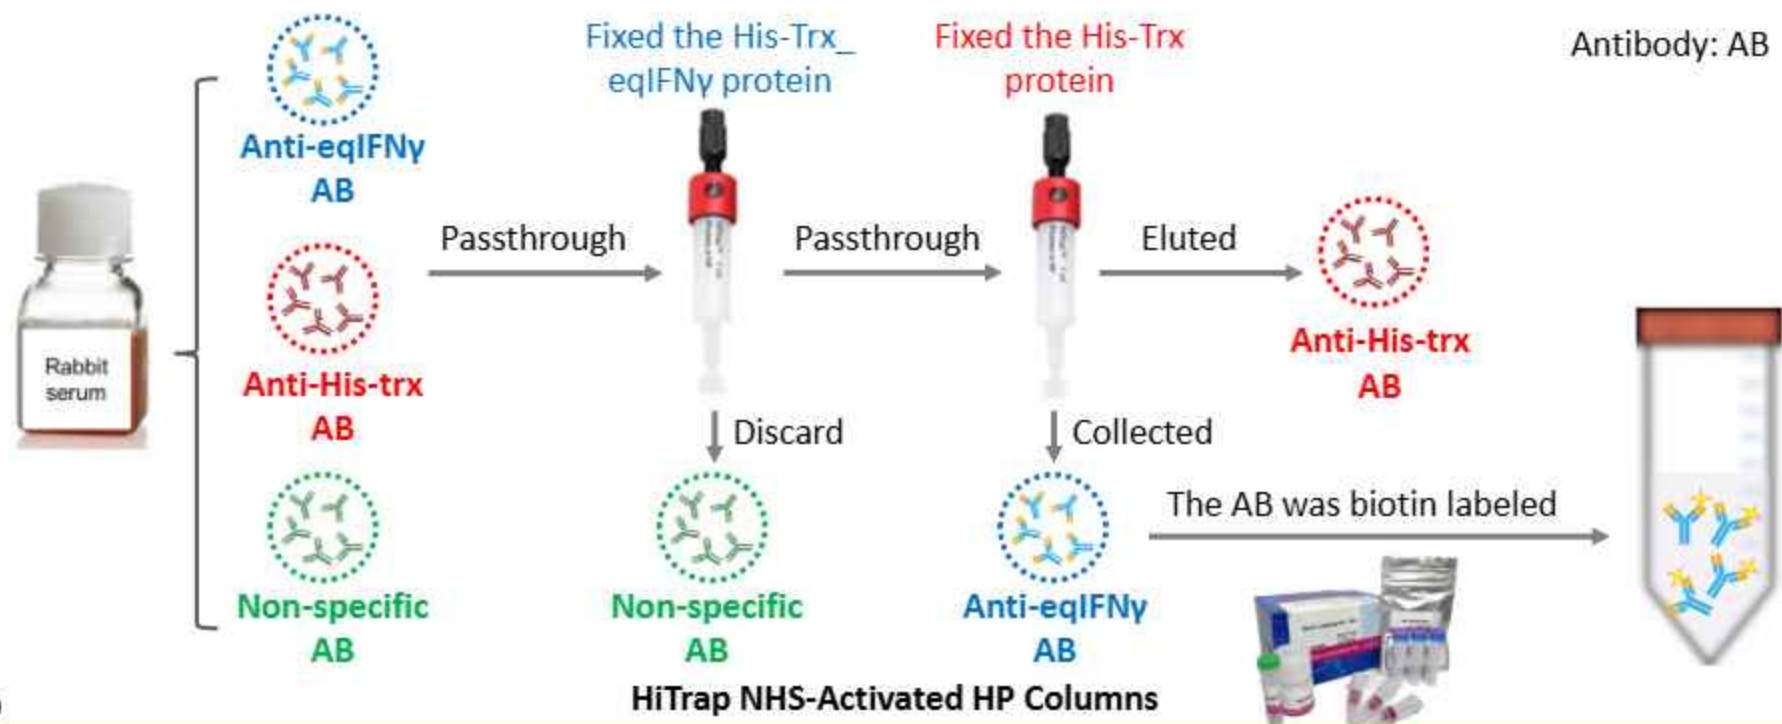 Fixed the His-Trx_
eqIFNγ protein
Fixed the His-Trx
protein
Antibody: AB
Anti-eqIFNγ
AB
Passthrough
Passthrough
Eluted
Rabbit
serum
Anti-His-trx
AB
Anti-His-trx
AB
Discard
Collected
The AB was biotin labeled
Non-specific
AB
Non-specific
AB
Anti-eqIFNγ
AB
HiTrap NHS-Activated HP Columns